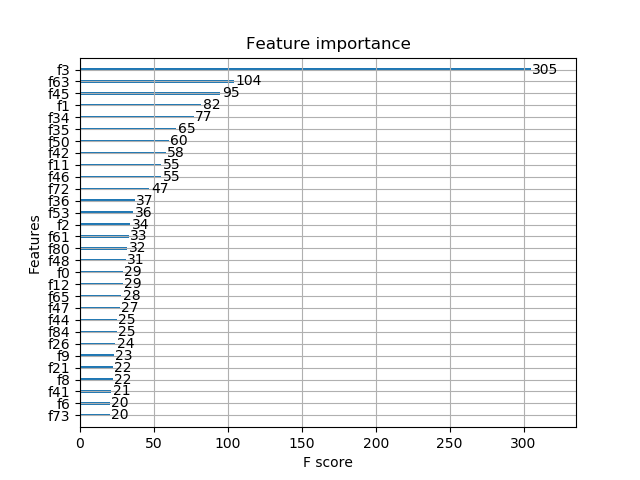 Feature importance
f3 305
f63 104
f45 95
f1 82
f34 77
f35 65
f50 60
f42 58
f11 55
f46 55
f72 47
f36 37
f53 36
f2 34
f61 33
f80 32
f48 31
f0 29
f12 29
f65 28
f47 27
f44 25
f84 25
f26 24
f9 23
f21 22
f8 22
f41 21
f6 20
f73 20
Features
0 50 100 150 200 250 300
F score